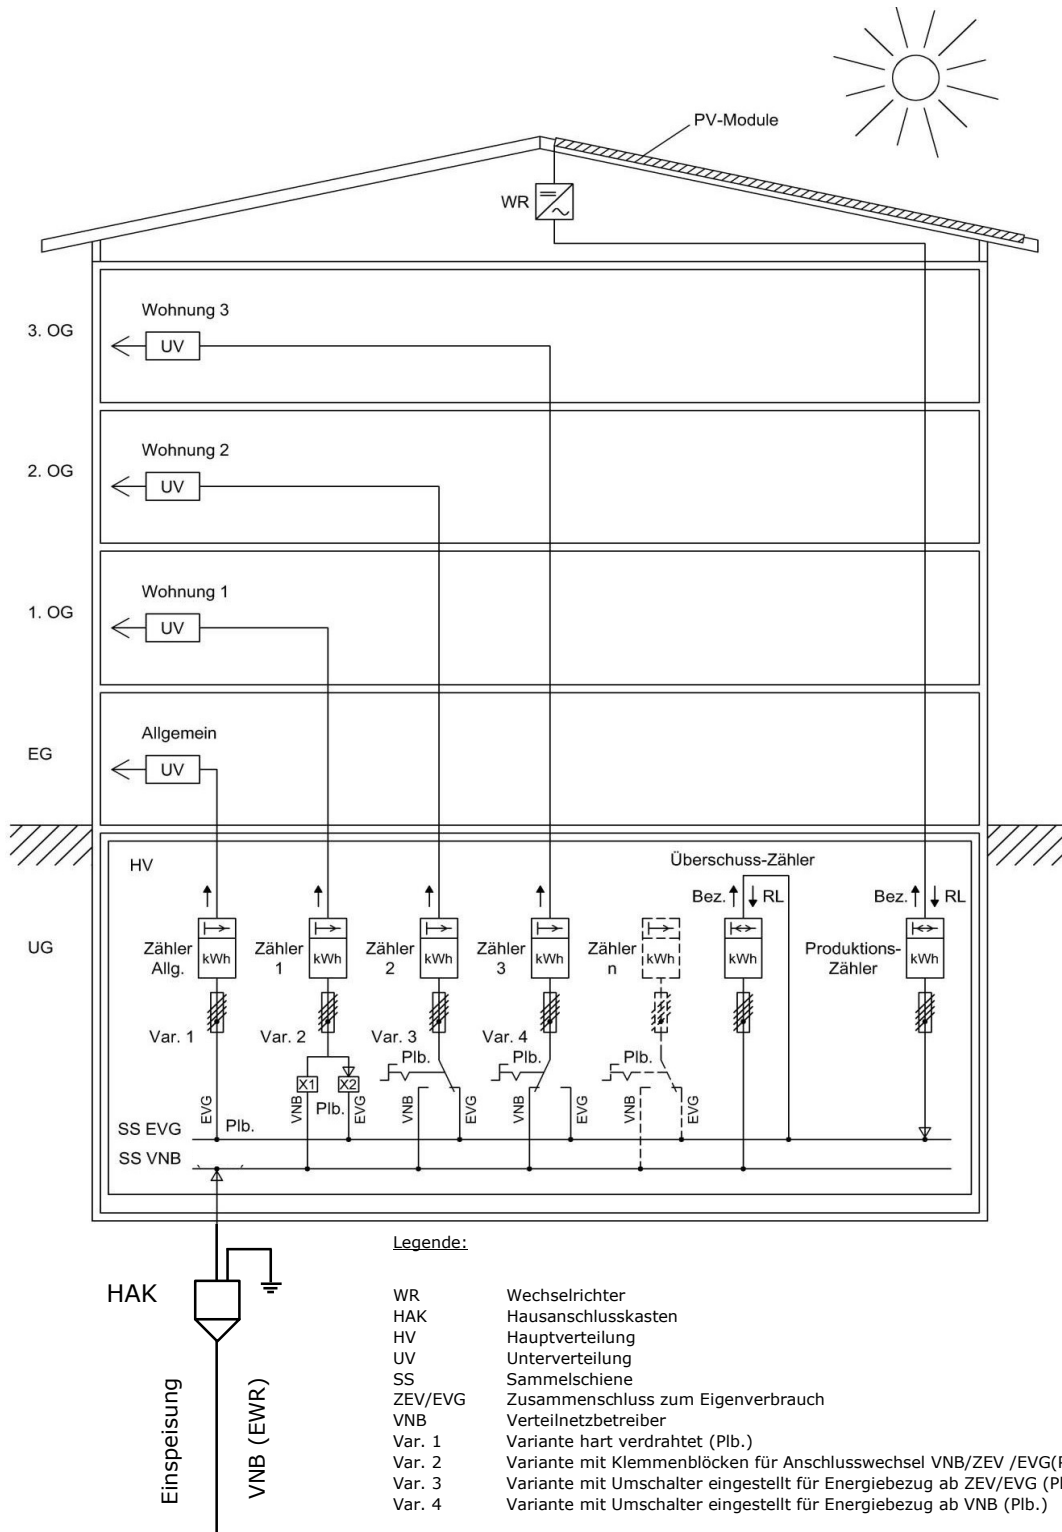 PV-Module
WR
3. OG
Wohnung 3
UV
2. OG
Wohnung 2
UV
1. OG
Wohnung 1
UV
EG
Allgemein
UV
HV
Überschuss-Zähler
Bez. RL
Bez. RL
UG
Zähler Allg.
kWh
Zähler 1
kWh
Zähler 2
kWh
Zähler 3
kWh
Zähler n
kWh
kWh
Produktions-Zähler
kWh
Var. 1
Var. 2
Var. 3
Var. 4
Plb.
Plb.
Plb.
X1
X2
Plb.
EVG
VNB
EVG
VNB
EVG
VNB
EVG
VNB
EVG
Plb.
SS EVG
SS VNB
HAK
Einspeisung
VNB (EWR)
Legende:
WR Wechselrichter
HAK Hausanschlusskasten
HV Hauptverteilung
UV Unterverteilung
SS Sammelschiene
ZEV/EVG Zusammenschluss zum Eigenverbrauch
VNB Verteilnetzbetreiber
Var. 1 Variante hart verdrahtet (Plb.)
Var. 2 Variante mit Klemmenblöcken für Anschlusswechsel VNB/ZEV /EVG(
Var. 3 Variante mit Umschalter eingestellt für Energiebezug ab ZEV/EVG (Pl
Var. 4 Variante mit Umschalter eingestellt für Energiebezug ab VNB (Plb.)